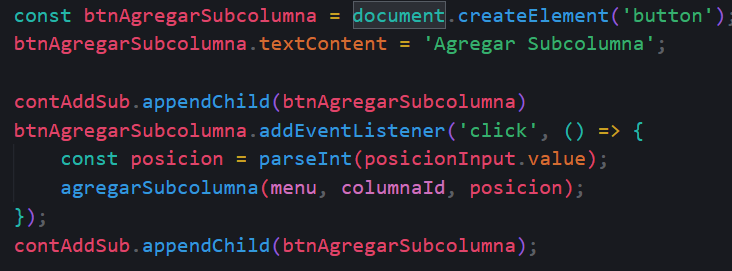 const btnAgregarSubcolumna = document.createElement('button');
btnAgregarSubcolumna.textContent = 'Agregar Subcolumna';
contAddSub.appendChild(btnAgregarSubcolumna)
btnAgregarSubcolumna.addEventListener('click', () => {
    const posicion = parseInt(posicionInput.value);
    agregarSubcolumna(menu, columnaId, posicion);
});
contAddSub.appendChild(btnAgregarSubcolumna);